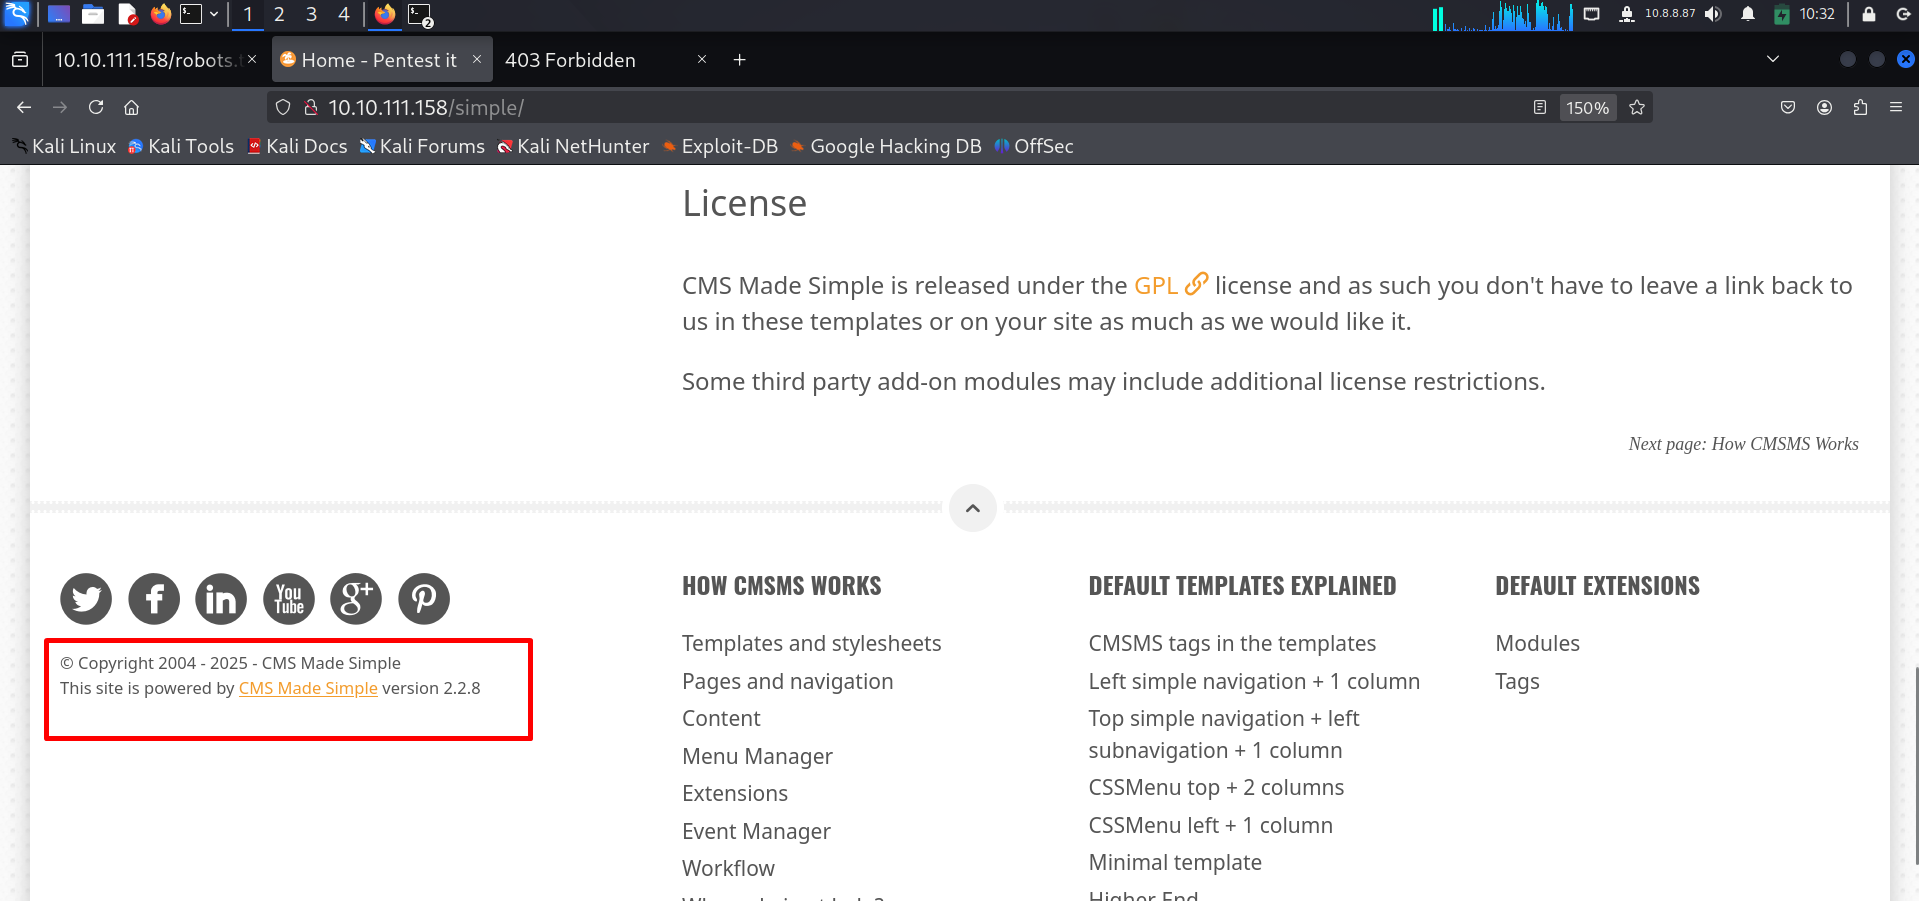 1 2 3 4
2
10.8.8.87
10:32
10.10.111.158/robots.t
Home - Pentest it
403 Forbidden
10.10.111.158/simple/
150%
Kali Linux Kali Tools Kali Docs Kali Forums Kali NetHunter Exploit-DB Google Hacking DB OffSec
License
CMS Made Simple is released under the GPL license and as such you don't have to leave a link back to
us in these templates or on your site as much as we would like it.
Some third party add-on modules may include additional license restrictions.
Next page: How CMSMS Works
You
Tube
© Copyright 2004 - 2025 - CMS Made Simple
This site is powered by CMS Made Simple version 2.2.8
HOW CMSMS WORKS
Templates and stylesheets
Pages and navigation
Content
Menu Manager
Extensions
Event Manager
Workflow
DEFAULT TEMPLATES EXPLAINED
CMSMS tags in the templates
Left simple navigation + 1 column
Top simple navigation + left
subnavigation + 1 column
CSSMenu top + 2 columns
CSSMenu left + 1 column
Minimal template
Higher End
DEFAULT EXTENSIONS
Modules
Tags